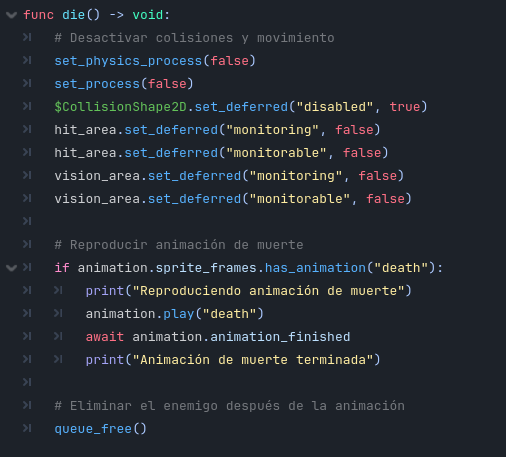 func die() -> void:
# Desactivar colisiones y movimiento
set_physics_process(false)
set_process(false)
$CollisionShape2D.set_deferred("disabled", true)
hit_area.set_deferred("monitoring", false)
hit_area.set_deferred("monitorable", false)
vision_area.set_deferred("monitoring", false)
vision_area.set_deferred("monitorable", false)
# Reproducir animación de muerte
if animation.sprite_frames.has_animation("death"):
print("Reproduciendo animación de muerte")
animation.play("death")
await animation.animation_finished
print("Animación de muerte terminada")
# Eliminar el enemigo después de la animación
queue_free()